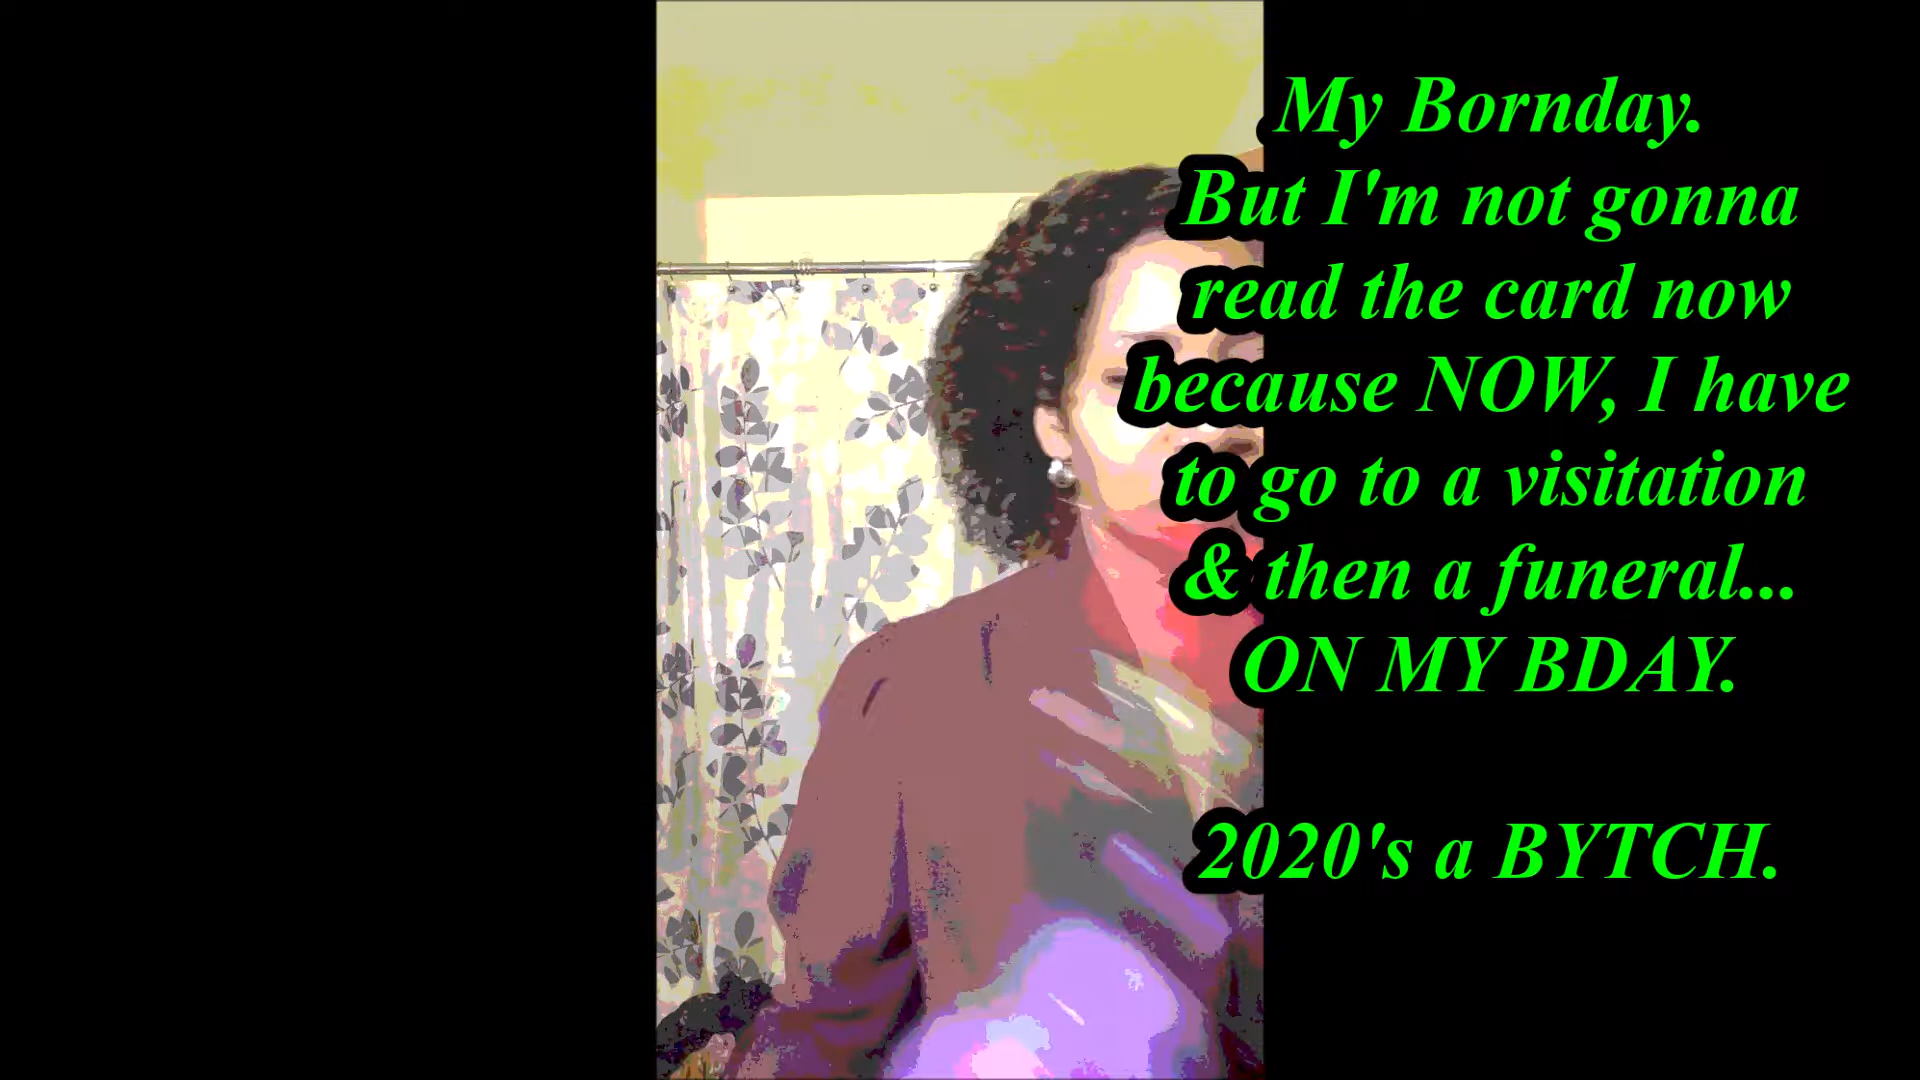 My Bornday.
But I'm not gonna
read the card now
because NOW, I have
to go to a visitation
& then a funeral...
ON MY BDAY.
2020's a BYTCH.